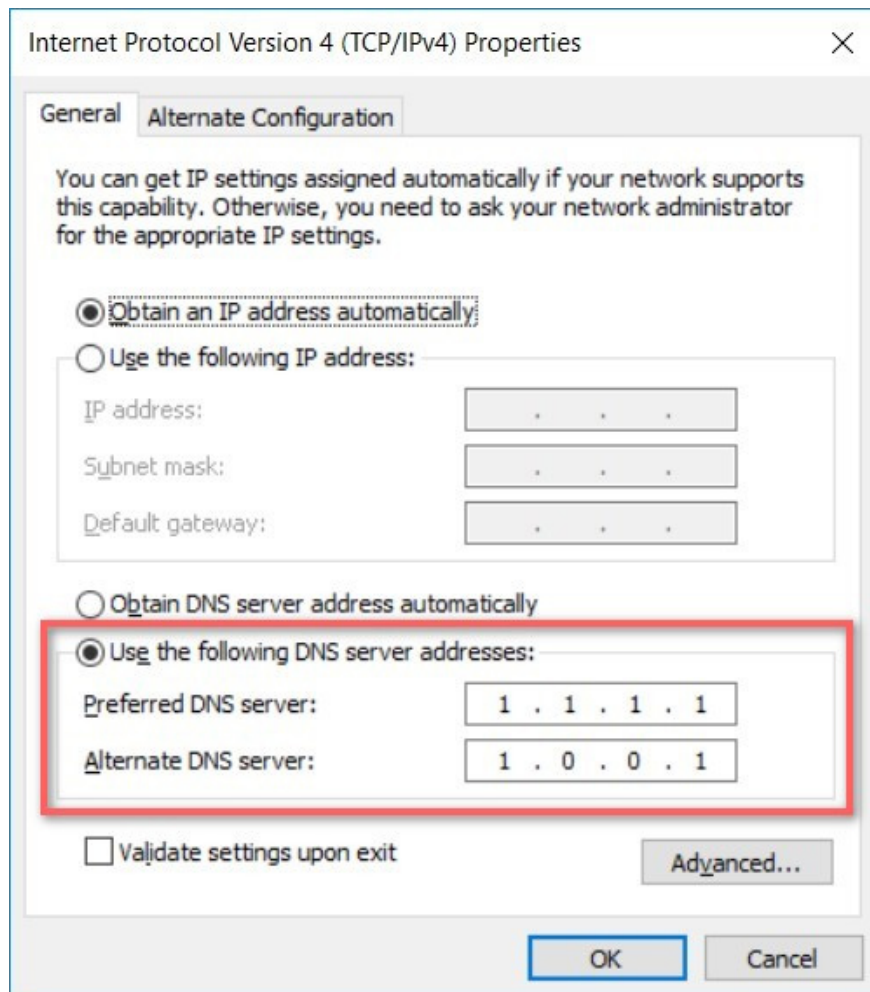 Internet Protocol Version 4 (TCP/IPv4) Properties
General
Alternate Configuration
You can get IP settings assigned automatically if your network supports
this capability. Otherwise, you need to ask your network administrator
for the appropriate IP settings.
Obtain an IP address automatically
Use the following IP address:
IP address: . . .
Subnet mask: . . .
Default gateway: . . .
Obtain DNS server address automatically
Use the following DNS server addresses:
Preferred DNS server: 1 . 1 . 1 . 1
Alternate DNS server: 1 . 0 . 0 . 1
Validate settings upon exit
Advanced...
OK
Cancel